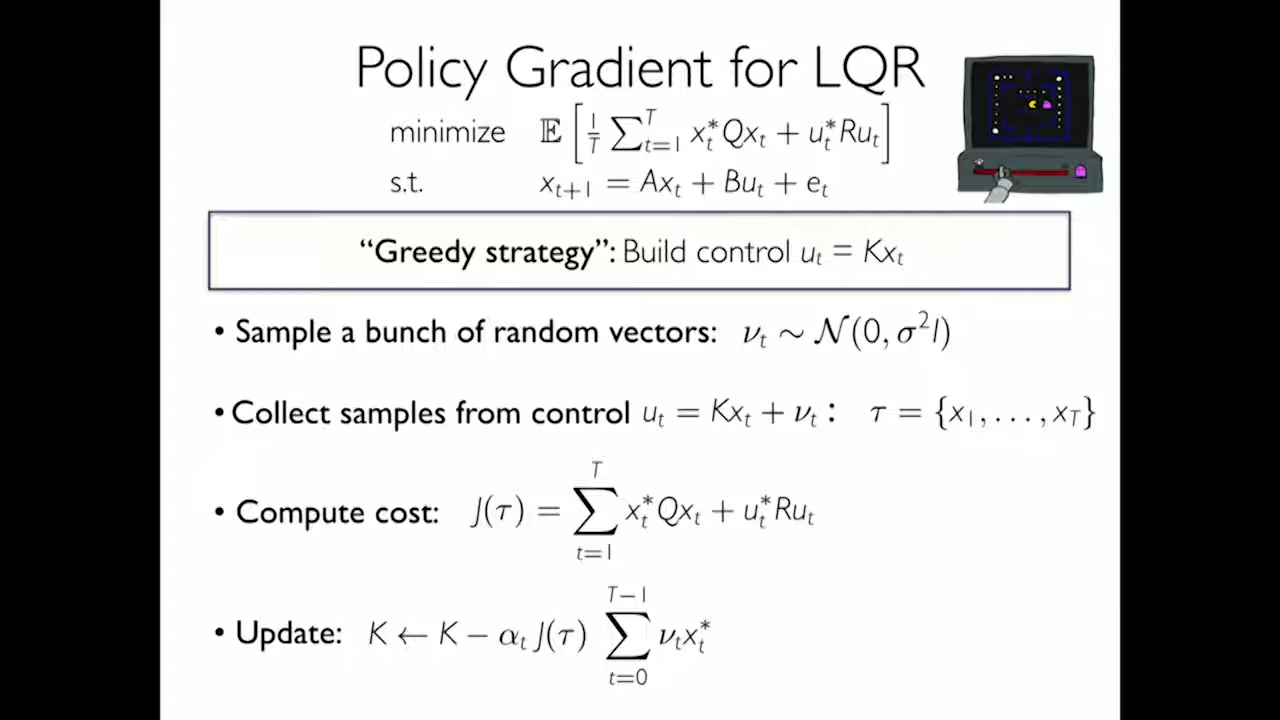 Policy Gradient for LQR
minimize 𝔼 [ 1/T ∑_{t=1}^{T} x_t^* Q x_t + u_t^* R u_t ]
s.t. x_{t+1} = Ax_t + Bu_t + e_t
“Greedy strategy”: Build control u_t = Kx_t
• Sample a bunch of random vectors: ν_t ~ 𝒩(0, σ²I)
• Collect samples from control u_t = Kx_t + ν_t : τ = {x_1, . . . , x_T}
• Compute cost: J(τ) = ∑_{t=1}^{T} x_t^* Q x_t + u_t^* R u_t
• Update: K ← K − α_t J(τ) ∑_{t=0}^{T−1} ν_t x_t^*